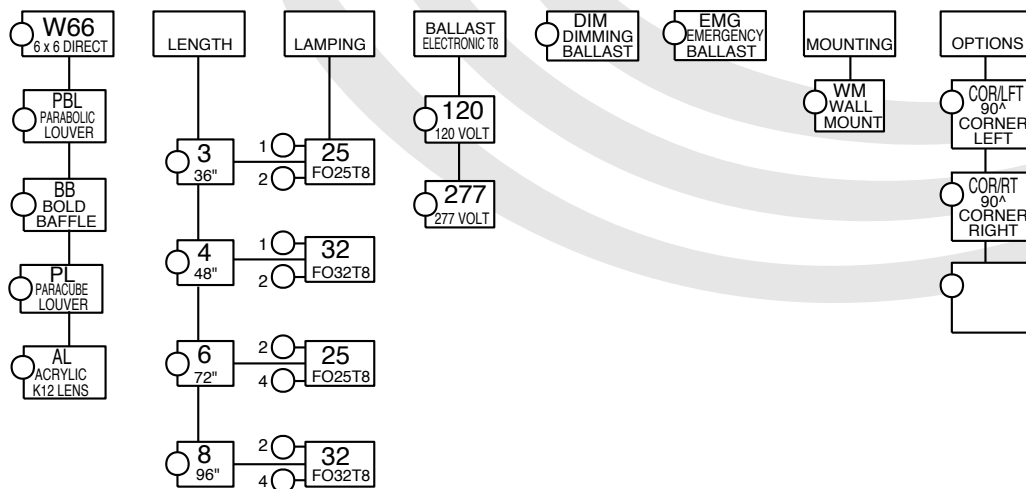 W66
6 x 6 DIRECT
PBL
PARABOLIC
LOUVER
BB
BOLD
BAFFLE
PL
PARACUBE
LOUVER
AL
ACRYLIC
K12 LENS
LENGTH
3
36"
4
48"
6
72"
8
96"
LAMPING
1
2
25
FO25T8
1
2
32
FO32T8
2
4
25
FO25T8
2
4
32
FO32T8
BALLAST
ELECTRONIC T8
120
120 VOLT
277
277 VOLT
DIM
DIMMING
BALLAST
EMG
EMERGENCY
BALLAST
MOUNTING
WM
WALL
MOUNT
OPTIONS
COR/LFT
90^
CORNER
LEFT
COR/RT
90^
CORNER
RIGHT